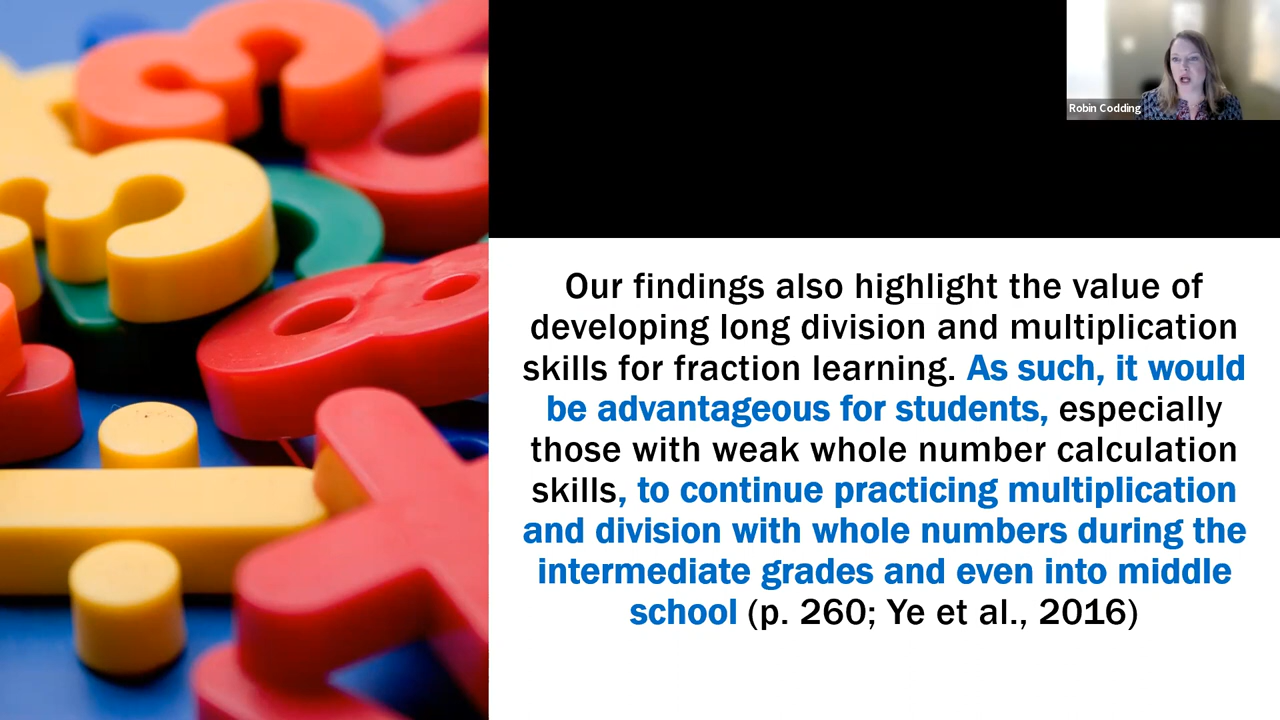 Robin Codding
Our findings also highlight the value of
developing long division and multiplication
skills for fraction learning. As such, it would
be advantageous for students, especially
those with weak whole number calculation
skills, to continue practicing multiplication
and division with whole numbers during the
intermediate grades and even into middle
school (p. 260; Ye et al., 2016)